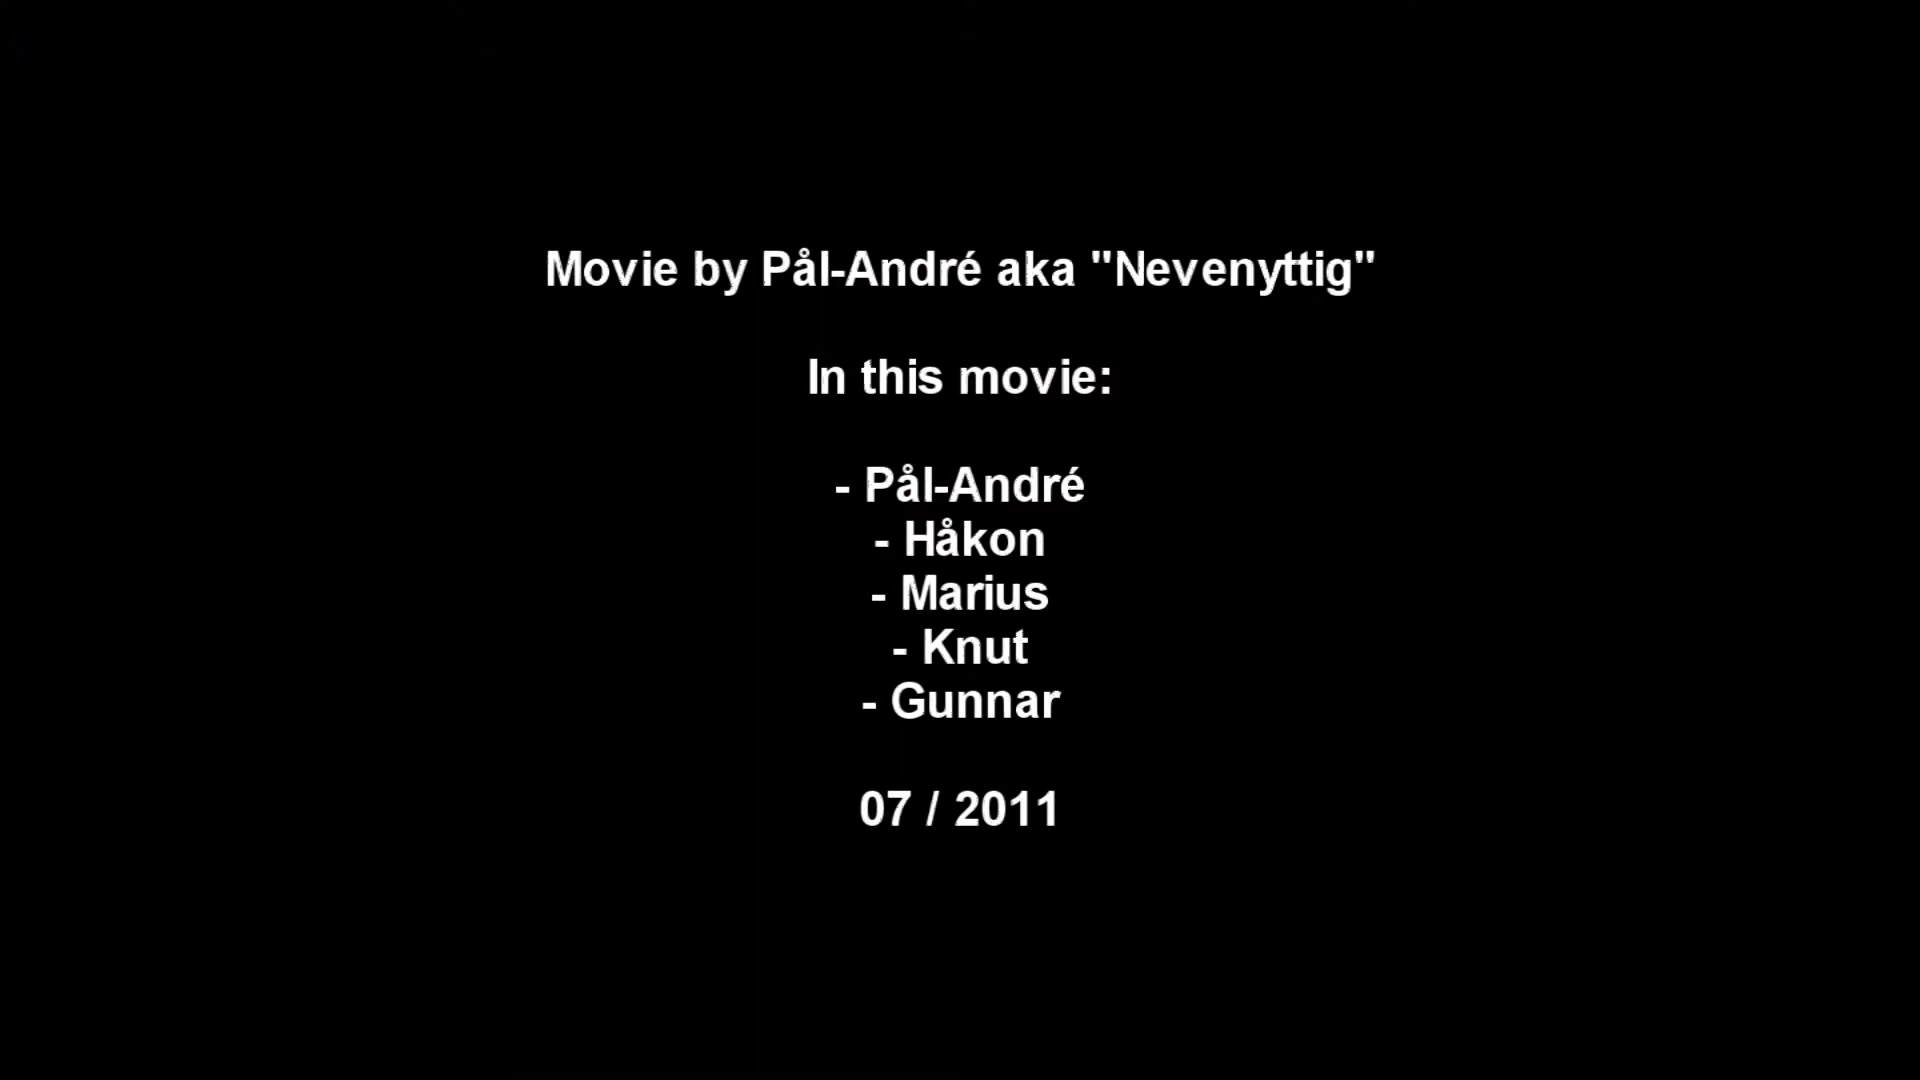 Movie by Pål-André aka "Nevenyttig"
In this movie:
- Pål-André
- Håkon
- Marius
- Knut
- Gunnar
07 / 2011